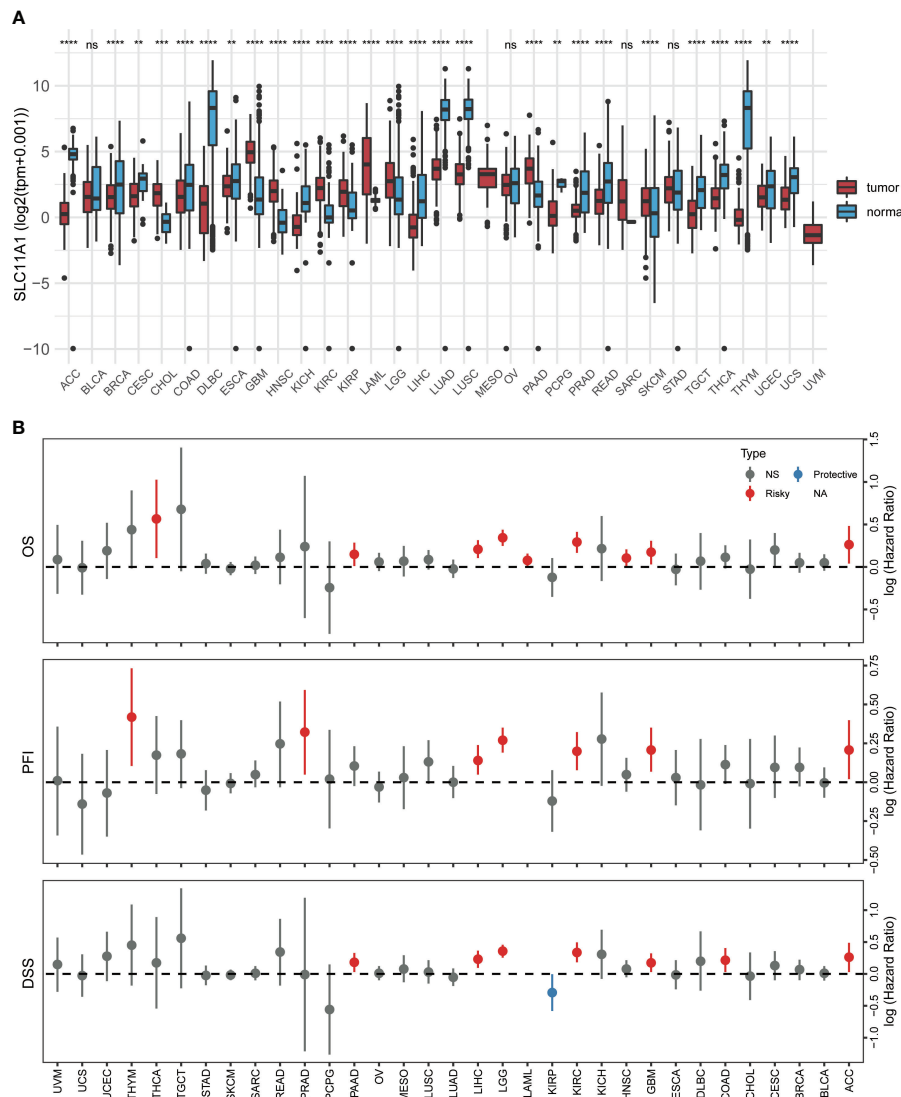 A
**** ns **** ** *** **** **** ** **** **** **** **** **** **** **** **** **** **** ns **** ** **** **** ns **** ns **** **** **** ** ****
SLC11A1 (log2(tpm+0.001))
10
5
0
−5
−10
ACC BLCA BRCA CESC CHOL COAD DLBC ESCA GBM HNSC KICH KIRC KIRP LAML LGG LIHC LUAD LUSC MESO OV PAAD PCPG PRAD READ SARC SKCM STAD TGCT THCA THYM UCEC UCS UVM
tumor
norma
B
OS
Type
NS Protective
Risky NA
1.5
1.0
0.5
0.0
−0.5
log (Hazard Ratio)
PFI
0.75
0.50
0.25
0.00
−0.25
−0.50
log (Hazard Ratio)
DSS
1.0
0.5
0.0
−0.5
−1.0
log (Hazard Ratio)
UVM UCS UCEC THYM THCA TGCT STAD SKCM SARC READ PRAD PCPG PAAD OV MESO LUSC LUAD LIHC LGG LAML KIRP KIRC KICH HNSC GBM ESCA DLBC COAD CHOL CESC BRCA BLCA ACC